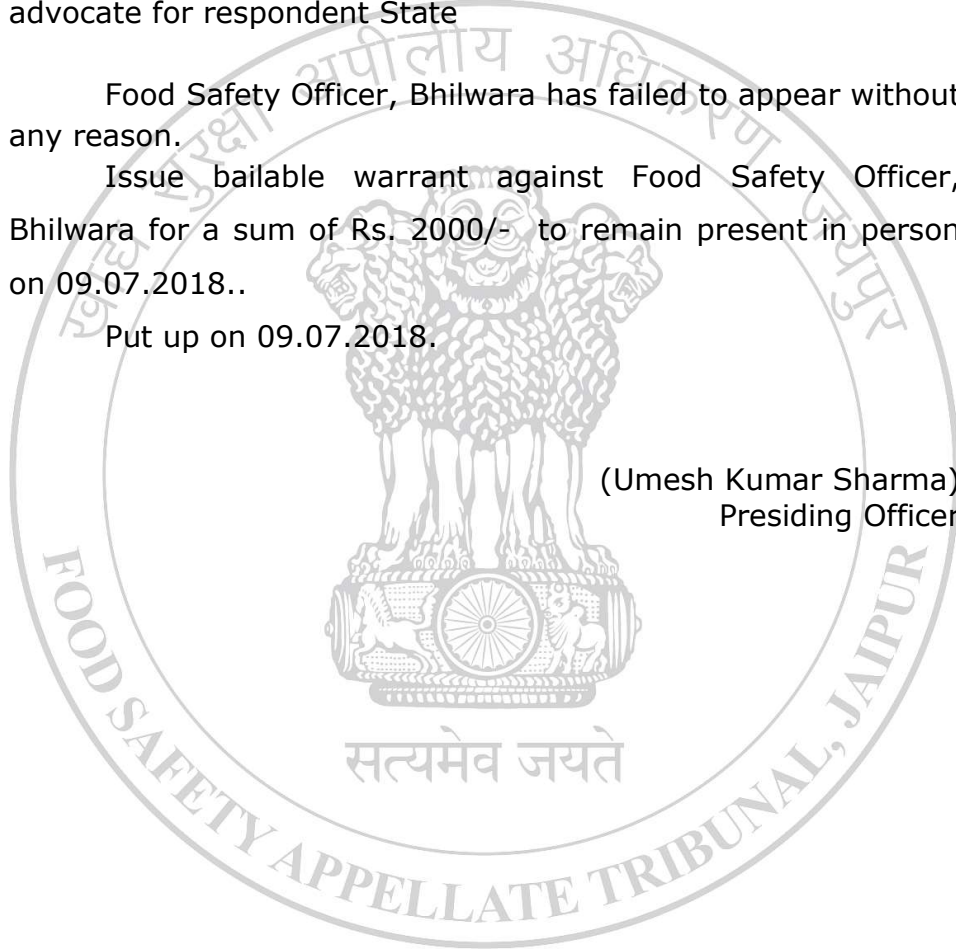 advocate for respondent State
Food Safety Officer, Bhilwara has failed to appear without
any reason.
Issue bailable warrant against Food Safety Officer,
Bhilwara for a sum of Rs. 2000/- to remain present in person
on 09.07.2018..
Put up on 09.07.2018.
(Umesh Kumar Sharma)
Presiding Officer
खाद्य सुरक्षा अपीलीय अधिकरण जयपुर
सत्यमेव जयते
FOOD SAFETY APPELLATE TRIBUNAL, JAIPUR